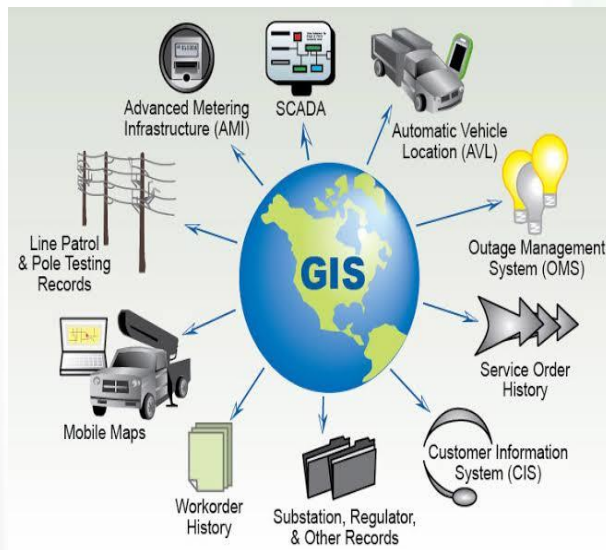 Advanced Metering
Infrastructure (AMI)
SCADA
Automatic Vehicle
Location (AVL)
Line Patrol
& Pole Testing
Records
GIS
Outage Management
System (OMS)
Mobile Maps
Service Order
History
Workorder
History
Substation, Regulator,
& Other Records
Customer Information
System (CIS)